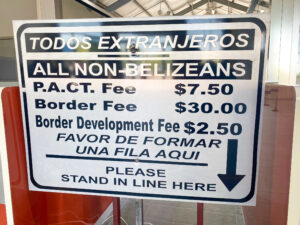 TODOS EXTRANJEROS
ALL NON-BELIZEANS
P.A.C.T. Fee $7.50
Border Fee $30.00
Border Development Fee $2.50
FAVOR DE FORMAR
UNA FILA AQUI
PLEASE
STAND IN LINE HERE